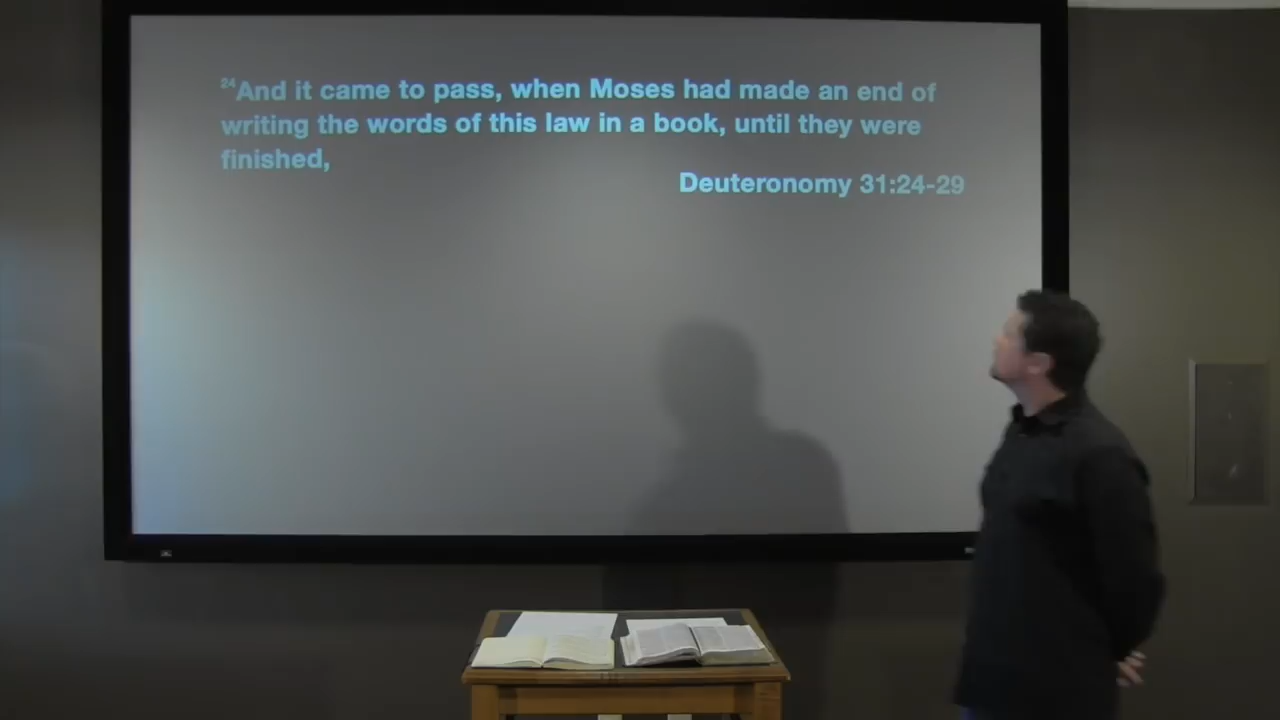 24And it came to pass, when Moses had made an end of
writing the words of this law in a book, until they were
finished,
Deuteronomy 31:24-29